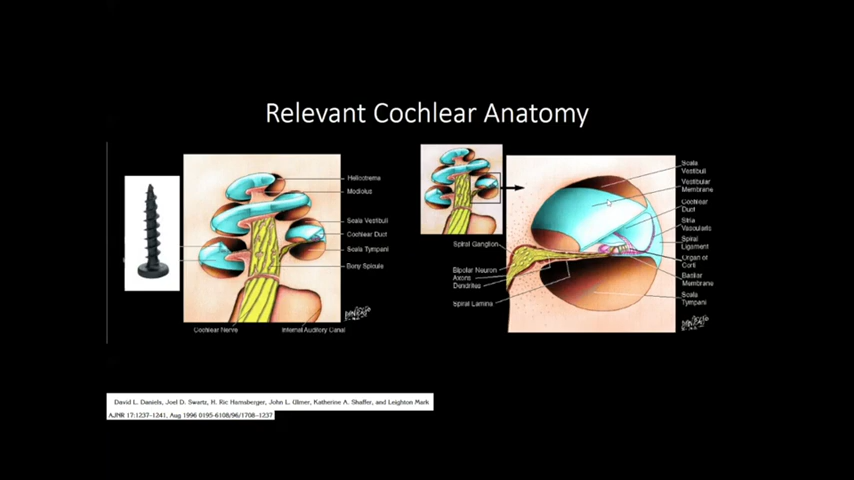 Relevant Cochlear Anatomy
Helicotrema
Modiolus
Scala Vestibuli
Cochlear Duct
Scala Tympani
Bony Spicule
Cochlear Nerve
Internal Auditory Canal
Scala
Vestibuli
Vestibular
Membrane
Cochlear
Duct
Stria
Vascularis
Spiral
Ligament
Organ of
Corti
Basilar
Membrane
Scala
Tympani
Spiral Ganglion
Bipolar Neuron
Axons
Dendrites
Spiral Lamina
David L. Daniels, Joel D. Swartz, H. Ric Harnsberger, John L. Ulmer, Katherine A. Shaffer, and Leighton Mark
AJNR 17:1237–1241, Aug 1996 0195-6108/96/1708–1237